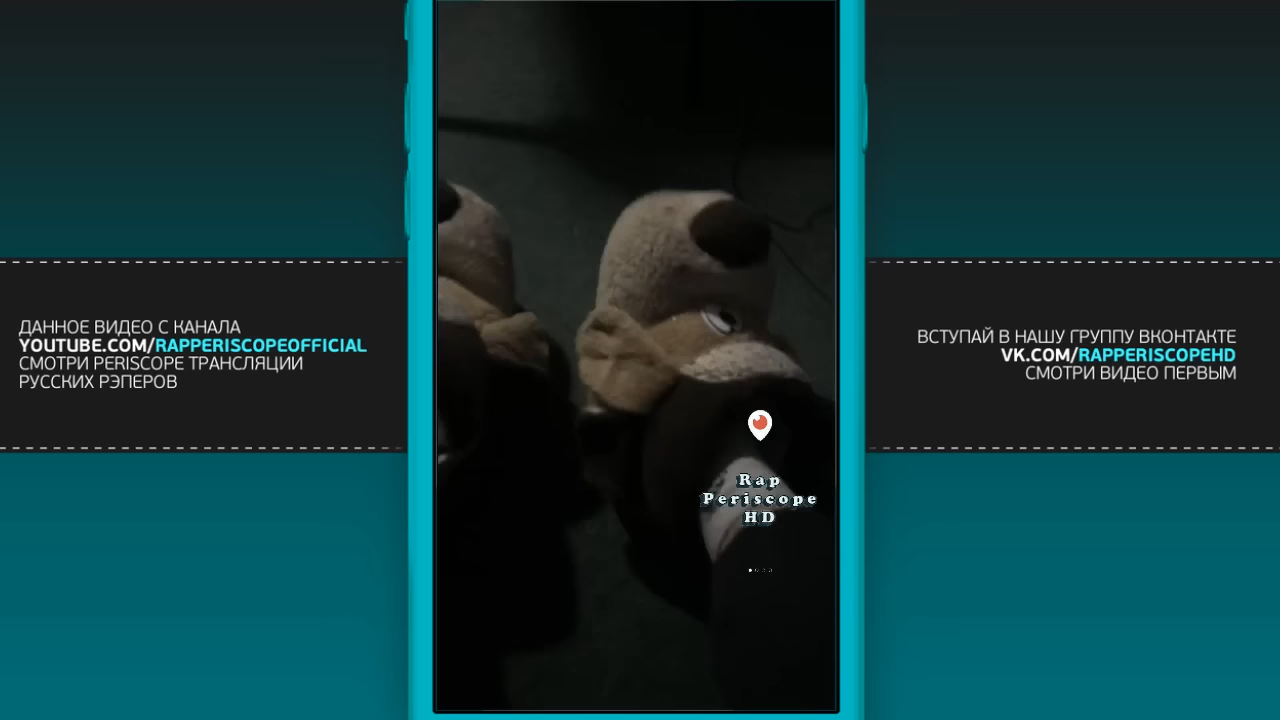 ДАННОЕ ВИДЕО С КАНАЛА
YOUTUBE.COM/RAPPERISCOPEOFFICIAL
СМОТРИ PERISCOPE ТРАНСЛЯЦИИ
РУССКИХ РЭПЕРОВ
ВСТУПАЙ В НАШУ ГРУППУ ВКОНТАКТЕ
VK.COM/RAPPERISCOPEHD
СМОТРИ ВИДЕО ПЕРВЫМ
Rap
Periscope
HD